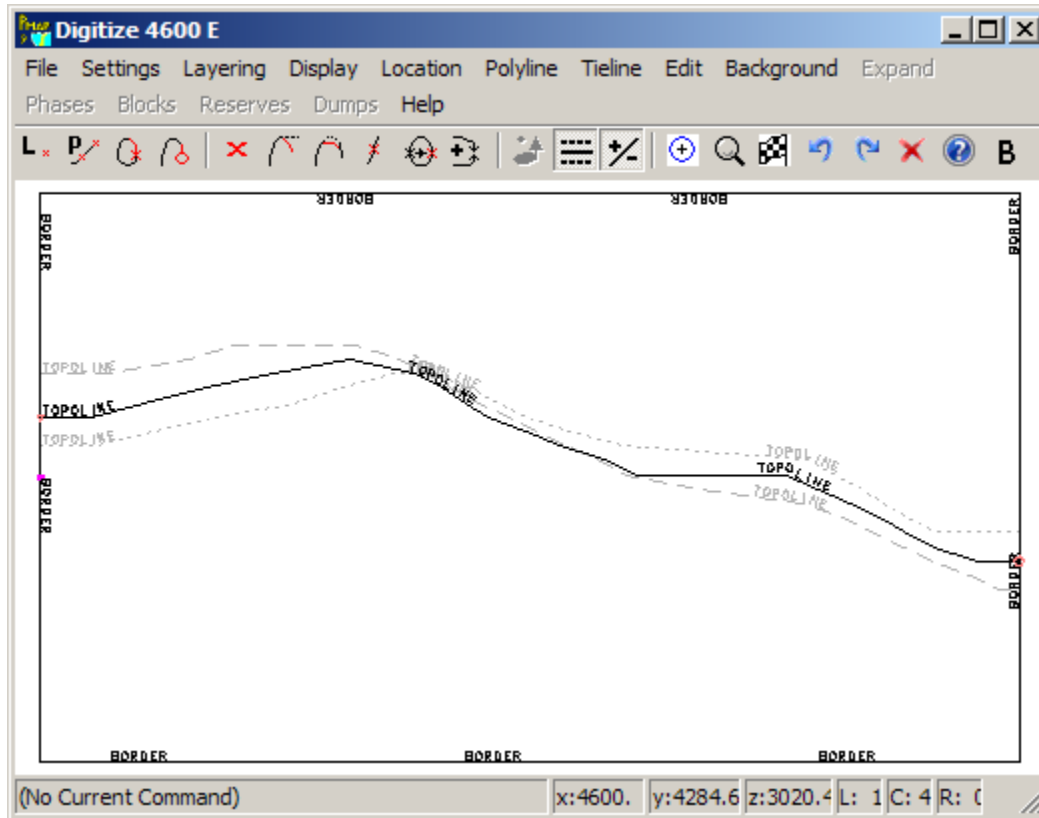 Digitize 4600 E
File Settings Layering Display Location Polyline Tieline Edit Background Expand
Phases Blocks Reserves Dumps Help
L P B
BORDER BORDER
BORDER BORDER
TOPOLINE TOPOLINE
TOPOLINE TOPOLINE
TOPOLINE TOPOLINE
TOPOLINE
TOPOLINE
BORDER BORDER
BORDER BORDER BORDER
(No Current Command) x:4600. y:4284.6 z:3020.4 L: 1 C: 4 R: